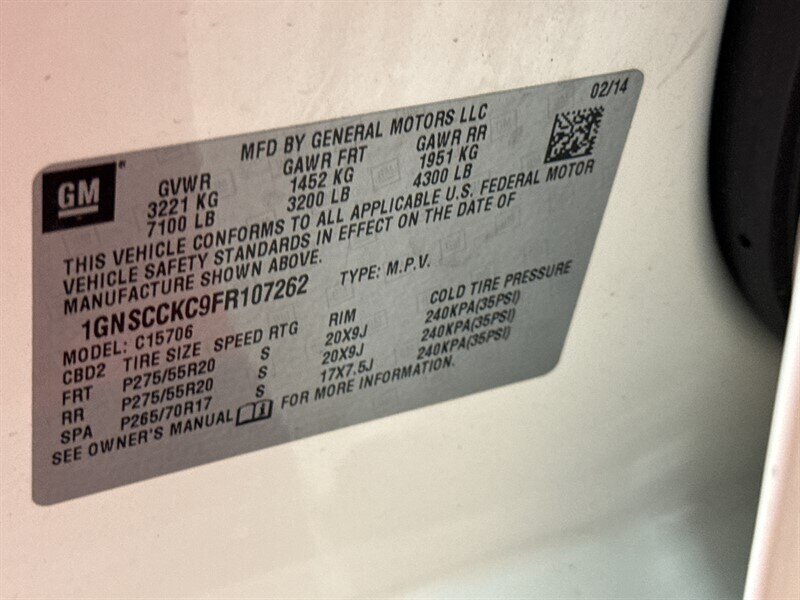 02/14
MFD BY GENERAL MOTORS LLC
GM
GVWR GAWR FRT GAWR RR
3221 KG 1452 KG 1951 KG
7100 LB 3200 LB 4300 LB
THIS VEHICLE CONFORMS TO ALL APPLICABLE U.S. FEDERAL MOTOR
VEHICLE SAFETY STANDARDS IN EFFECT ON THE DATE OF
MANUFACTURE SHOWN ABOVE.
1GNSCCKC9FR107262 TYPE: M.P.V.
MODEL: C15706
CBD2 TIRE SIZE SPEED RTG RIM COLD TIRE PRESSURE
FRT P275/55R20 S 20X9J 240KPA(35PSI)
RR P275/55R20 S 20X9J 240KPA(35PSI)
SPA P265/70R17 S 17X7.5J 240KPA(35PSI)
SEE OWNER'S MANUAL FOR MORE INFORMATION.